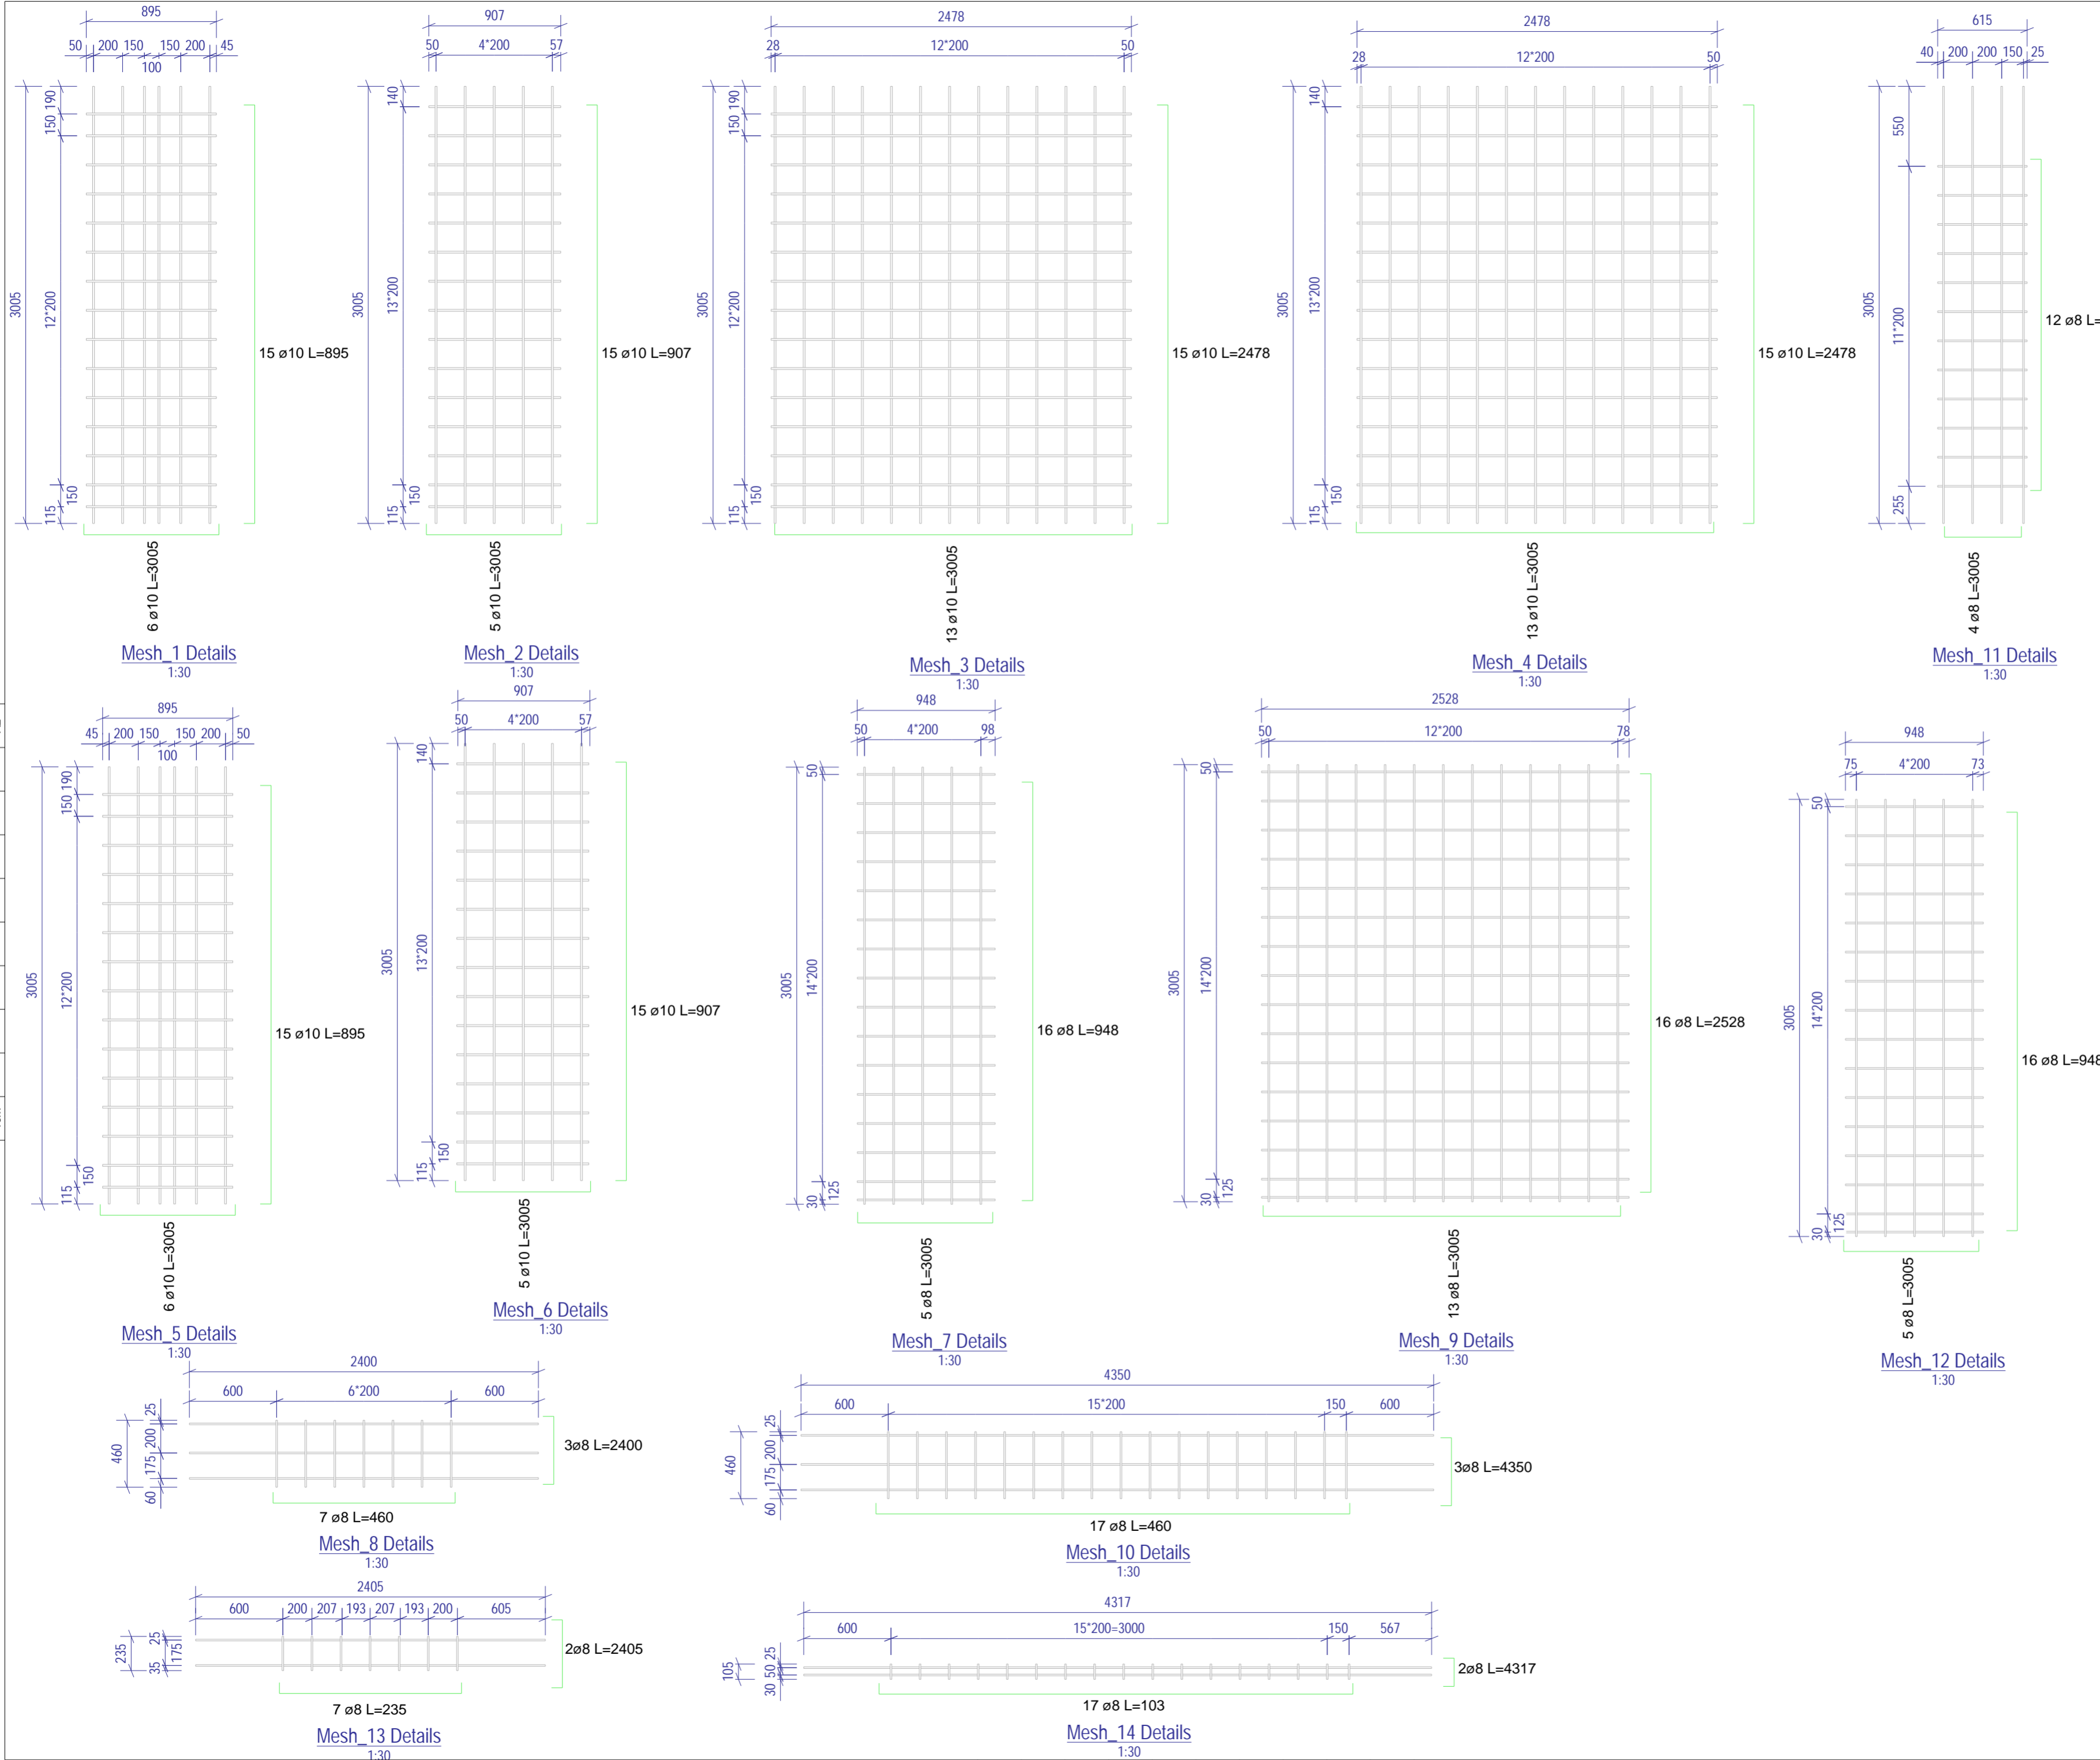 895
50 200 150 150 200 45
100
3005
190
150
12*200
150
115
15 ø10 L=895
6 ø10 L=3005
Mesh_1 Details
1:30
907
50 4*200 57
3005
140
13*200
150
115
15 ø10 L=907
5 ø10 L=3005
Mesh_2 Details
1:30
2478
28 12*200 50
3005
190
150
12*200
150
115
15 ø10 L=2478
13 ø10 L=3005
Mesh_3 Details
1:30
2478
28 12*200 50
3005
140
13*200
150
115
15 ø10 L=2478
13 ø10 L=3005
Mesh_4 Details
1:30
615
40 200 200 150 25
3005
550
11*200
255
12 ø8 L=
4 ø8 L=3005
Mesh_11 Details
1:30
895
45 200 150 150 200 50
100
3005
190
150
12*200
150
115
15 ø10 L=895
6 ø10 L=3005
Mesh_5 Details
1:30
907
50 4*200 57
3005
140
13*200
150
115
15 ø10 L=907
5 ø10 L=3005
Mesh_6 Details
1:30
948
50 4*200 98
3005
50
14*200
125
30
16 ø8 L=948
5 ø8 L=3005
Mesh_7 Details
1:30
2528
50 12*200 78
3005
50
14*200
125
30
16 ø8 L=2528
13 ø8 L=3005
Mesh_9 Details
1:30
948
75 4*200 73
3005
50
14*200
125
30
16 ø8 L=948
5 ø8 L=3005
Mesh_12 Details
1:30
2400
600 6*200 600
460
25
200
175
60
3ø8 L=2400
7 ø8 L=460
Mesh_8 Details
1:30
4350
600 15*200 150 600
460
25
200
175
60
3ø8 L=4350
17 ø8 L=460
Mesh_10 Details
1:30
2405
600 200 207 193 207 193 200 605
235
25
175
35
2ø8 L=2405
7 ø8 L=235
Mesh_13 Details
1:30
4317
600 15*200=3000 150 567
105
25
50
30
2ø8 L=4317
17 ø8 L=103
Mesh_14 Details
1:30